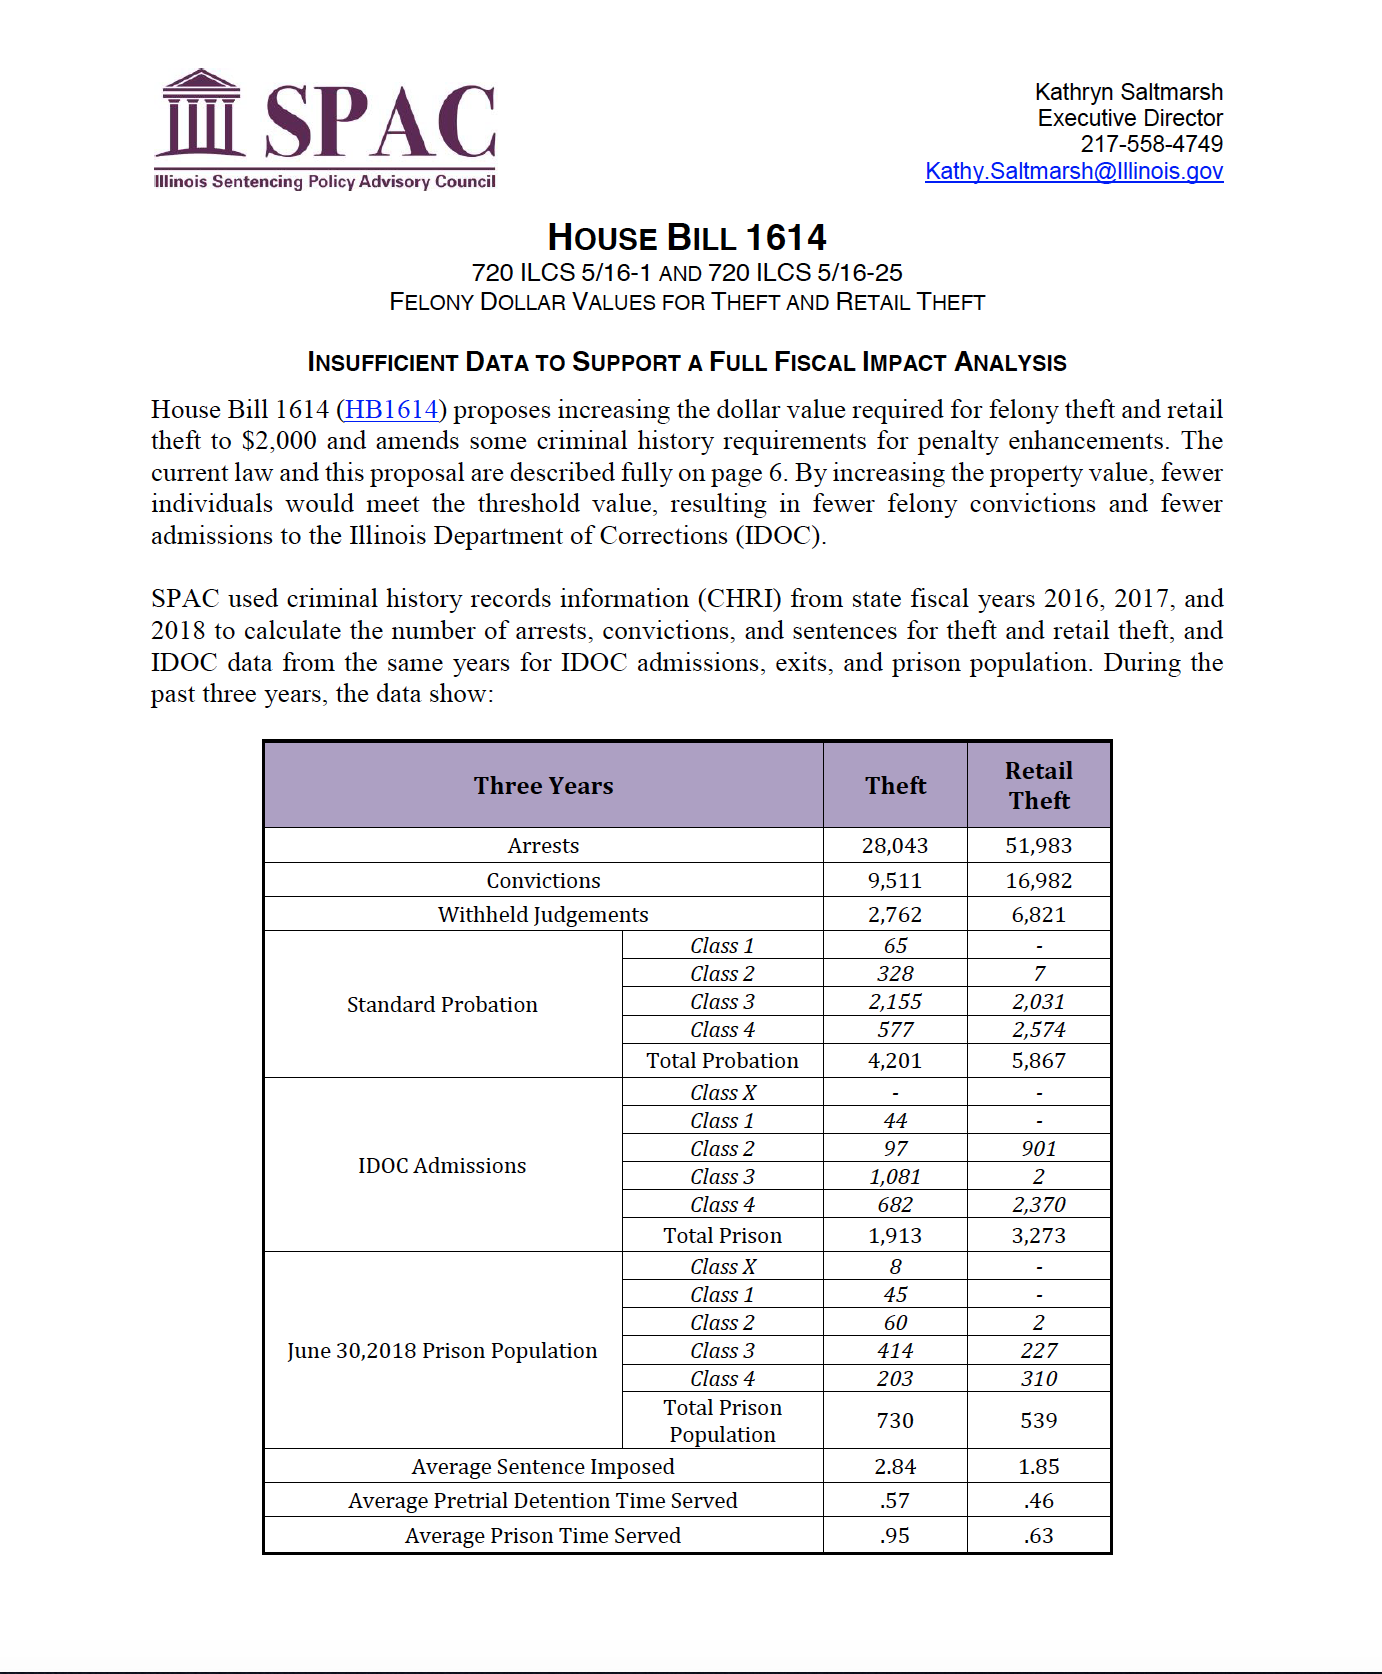 SPAC
Illinois Sentencing Policy Advisory Council
Kathryn Saltmarsh
Executive Director
217-558-4749
Kathy.Saltmarsh@Illinois.gov
HOUSE BILL 1614
720 ILCS 5/16-1 AND 720 ILCS 5/16-25
FELONY DOLLAR VALUES FOR THEFT AND RETAIL THEFT
INSUFFICIENT DATA TO SUPPORT A FULL FISCAL IMPACT ANALYSIS
House Bill 1614 (HB1614) proposes increasing the dollar value required for felony theft and retail
theft to $2,000 and amends some criminal history requirements for penalty enhancements. The
current law and this proposal are described fully on page 6. By increasing the property value, fewer
individuals would meet the threshold value, resulting in fewer felony convictions and fewer
admissions to the Illinois Department of Corrections (IDOC).
SPAC used criminal history records information (CHRI) from state fiscal years 2016, 2017, and
2018 to calculate the number of arrests, convictions, and sentences for theft and retail theft, and
IDOC data from the same years for IDOC admissions, exits, and prison population. During the
past three years, the data show:
Three Years Theft Retail Theft
Arrests 28,043 51,983
Convictions 9,511 16,982
Withheld Judgements 2,762 6,821
Standard Probation
Class 1 65 -
Class 2 328 7
Class 3 2,155 2,031
Class 4 577 2,574
Total Probation 4,201 5,867
IDOC Admissions
Class X - -
Class 1 44 -
Class 2 97 901
Class 3 1,081 2
Class 4 682 2,370
Total Prison 1,913 3,273
June 30,2018 Prison Population
Class X 8 -
Class 1 45 -
Class 2 60 2
Class 3 414 227
Class 4 203 310
Total Prison Population 730 539
Average Sentence Imposed 2.84 1.85
Average Pretrial Detention Time Served .57 .46
Average Prison Time Served .95 .63